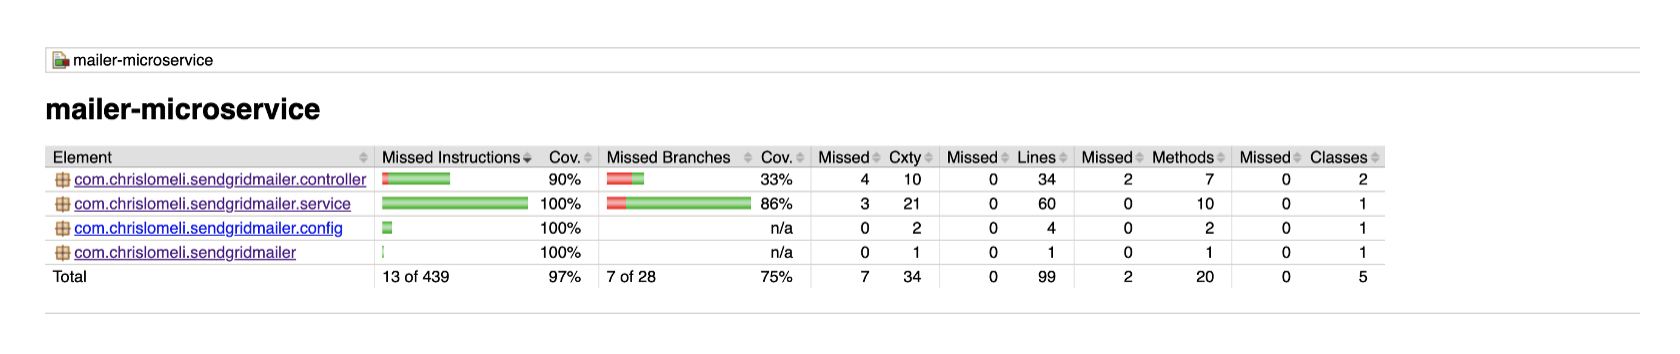 mailer-microservice
mailer-microservice
Element Missed Instructions Cov. Missed Branches Cov. Missed Cxty Missed Lines Missed Methods Missed Classes
com.chrislomeli.sendgridmailer.controller 90% 33% 4 10 0 34 2 7 0 2
com.chrislomeli.sendgridmailer.service 100% 86% 3 21 0 60 0 10 0 1
com.chrislomeli.sendgridmailer.config 100% n/a 0 2 0 4 0 2 0 1
com.chrislomeli.sendgridmailer 100% n/a 0 1 0 1 0 1 0 1
Total 13 of 439 97% 7 of 28 75% 7 34 0 99 2 20 0 5